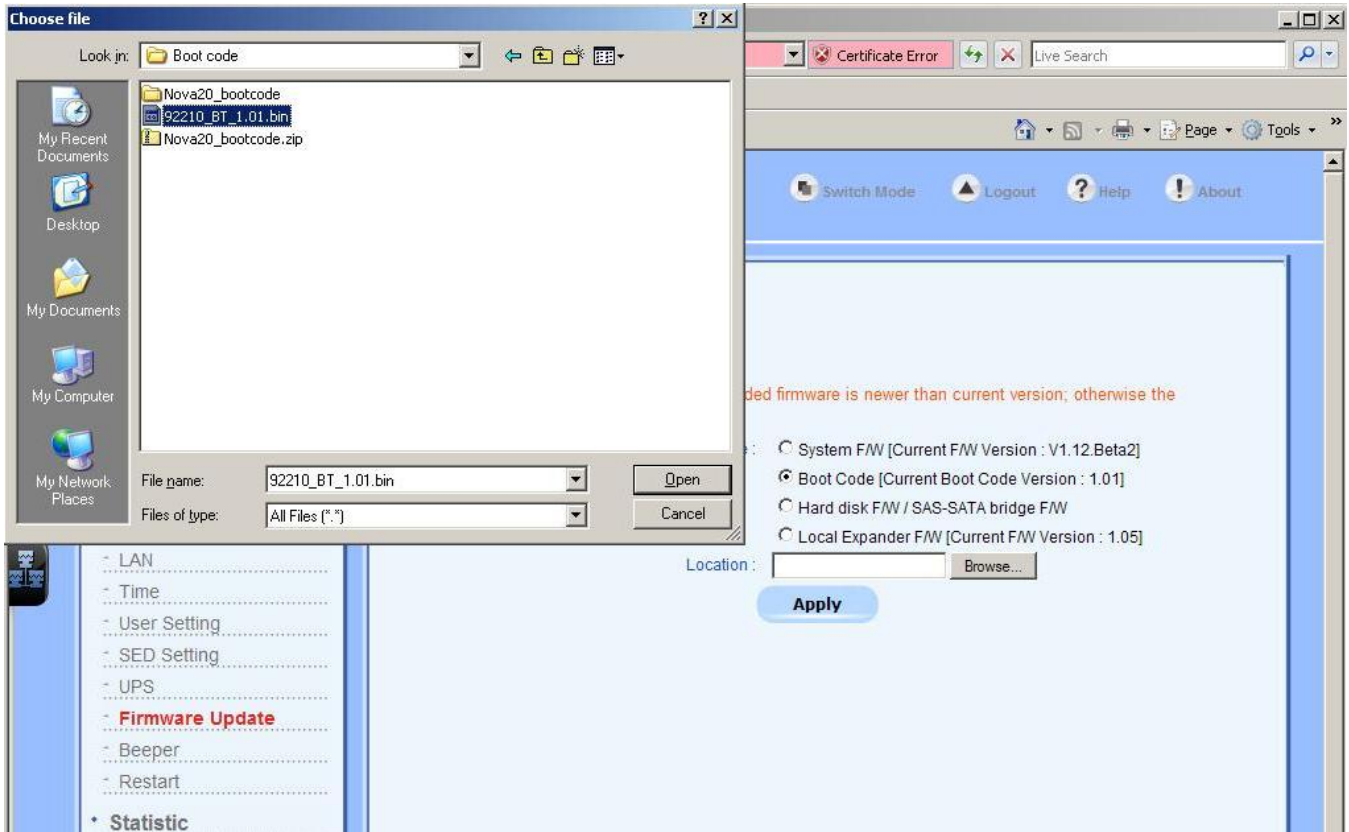 Choose file
Look in: Boot code
Nova20_bootcode
92210_BT_1.01.bin
Nova20_bootcode.zip
My Recent
Documents
Desktop
My Documents
My Computer
My Network
Places
File name: 92210_BT_1.01.bin Open
Files of type: All Files (*.*) Cancel
Certificate Error Live Search
Page Tools
Switch Mode Logout Help About
firmware is newer than current version; otherwise the
System F/W [Current F/W Version : V1.12.Beta2]
Boot Code [Current Boot Code Version : 1.01]
Hard disk F/W / SAS-SATA bridge F/W
Local Expander F/W [Current F/W Version : 1.05]
Location : Browse...
Apply
- LAN
- Time
- User Setting
- SED Setting
- UPS
- Firmware Update
- Beeper
- Restart
Statistic